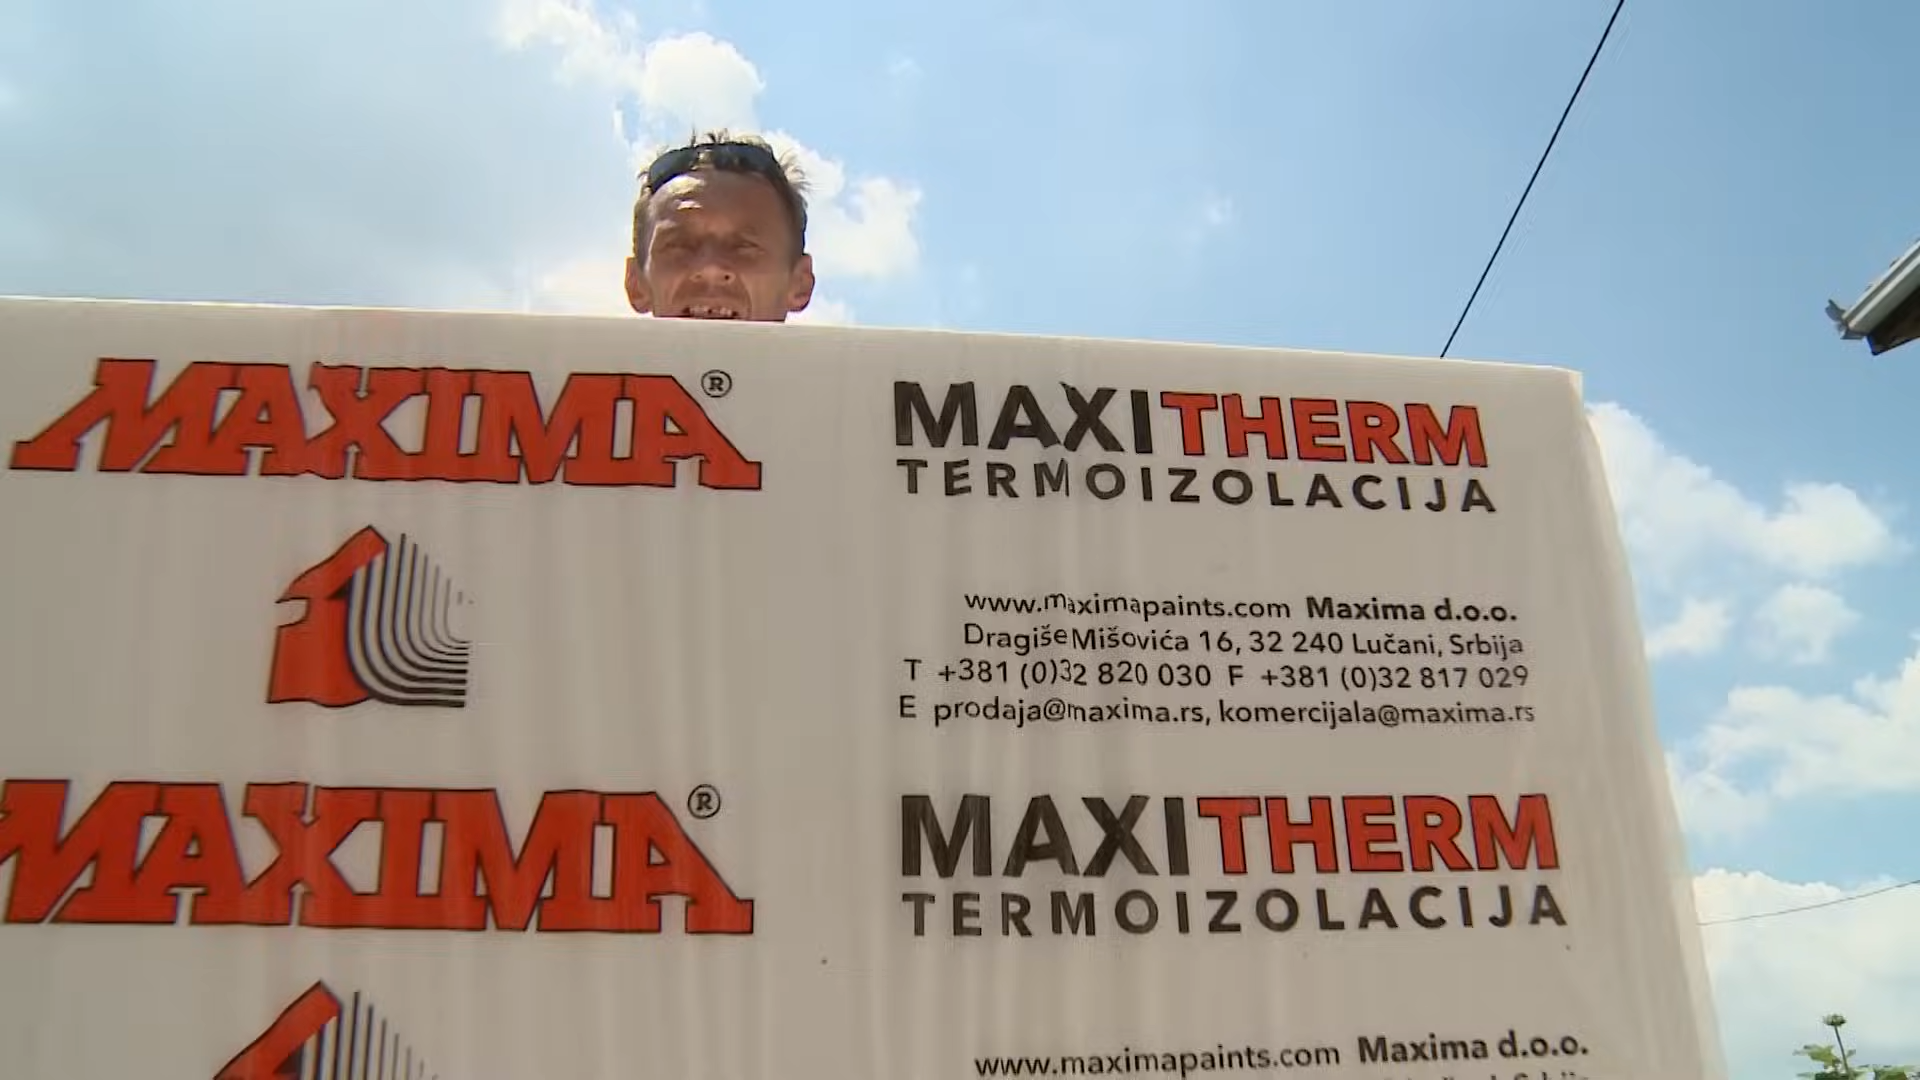 MAXIMA®
MAXITHERM
TERMOIZOLACIJA
www.maximapaints.com Maxima d.o.o.
Dragiše Mišovića 16, 32 240 Lučani, Srbija
T +381 (0)32 820 030 F +381 (0)32 817 029
E prodaja@maxima.rs, komercijala@maxima.rs
MAXIMA®
MAXITHERM
TERMOIZOLACIJA
www.maximapaints.com Maxima d.o.o.